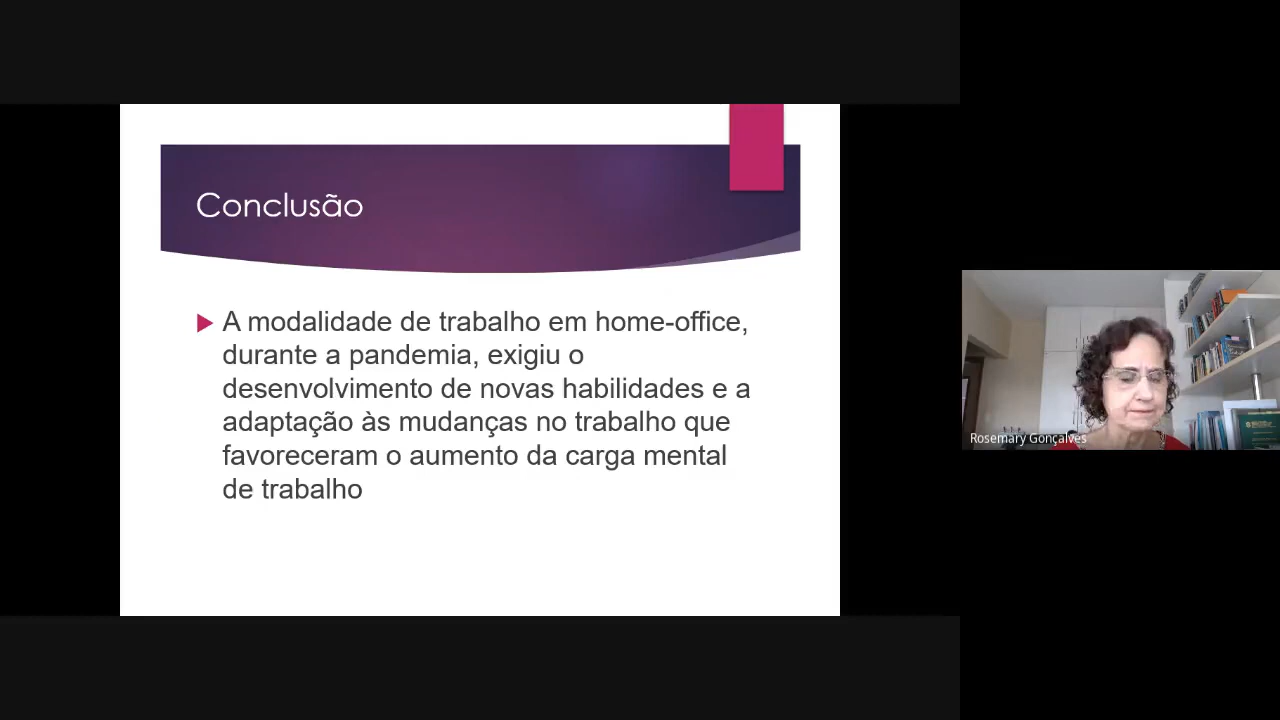 Conclusão
A modalidade de trabalho em home-office,
durante a pandemia, exigiu o
desenvolvimento de novas habilidades e a
adaptação às mudanças no trabalho que
favoreceram o aumento da carga mental
de trabalho
Rosemary Gonçalves